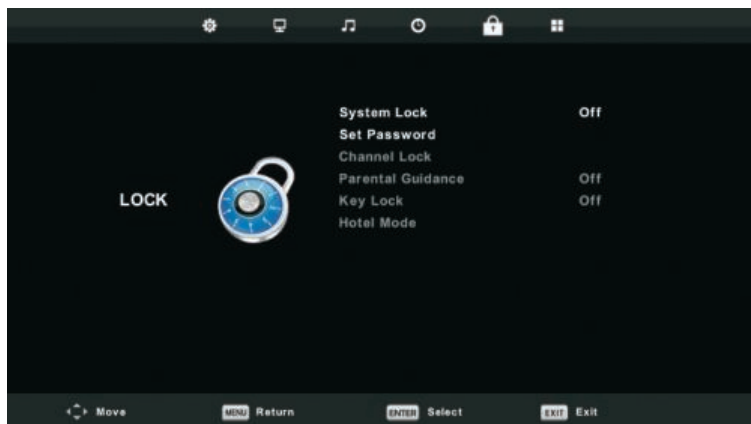 System Lock Off
Set Password
Channel Lock
Parental Guidance Off
Key Lock Off
Hotel Mode
LOCK
Move MENU Return ENTER Select EXIT Exit